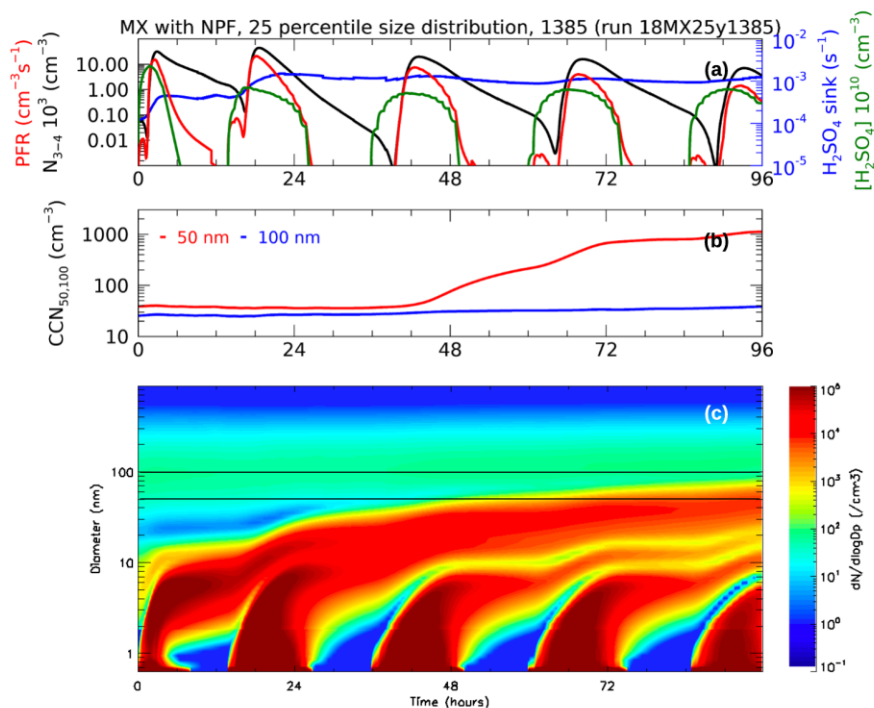 MX with NPF, 25 percentile size distribution, 1385 (run 18MX25y1385)
PFR (cm⁻³s⁻¹)
N₃₋₄ 10³ (cm⁻³)
10.00
1.00
0.10
0.01
(a)
10⁻²
10⁻³
10⁻⁴
10⁻⁵
H₂SO₄ sink (s⁻¹)
[H₂SO₄] 10¹⁰ (cm⁻³)
0 24 48 72 96
CCN₅₀,₁₀₀ (cm⁻³)
1000
100
10
50 nm 100 nm
(b)
0 24 48 72 96
Diameter (nm)
100
10
1
(c)
0 24 48 72
Time (hours)
10⁶
10⁵
10⁴
10³
10²
10¹
10⁰
10⁻¹
dN/dlogDp (/cm^3)